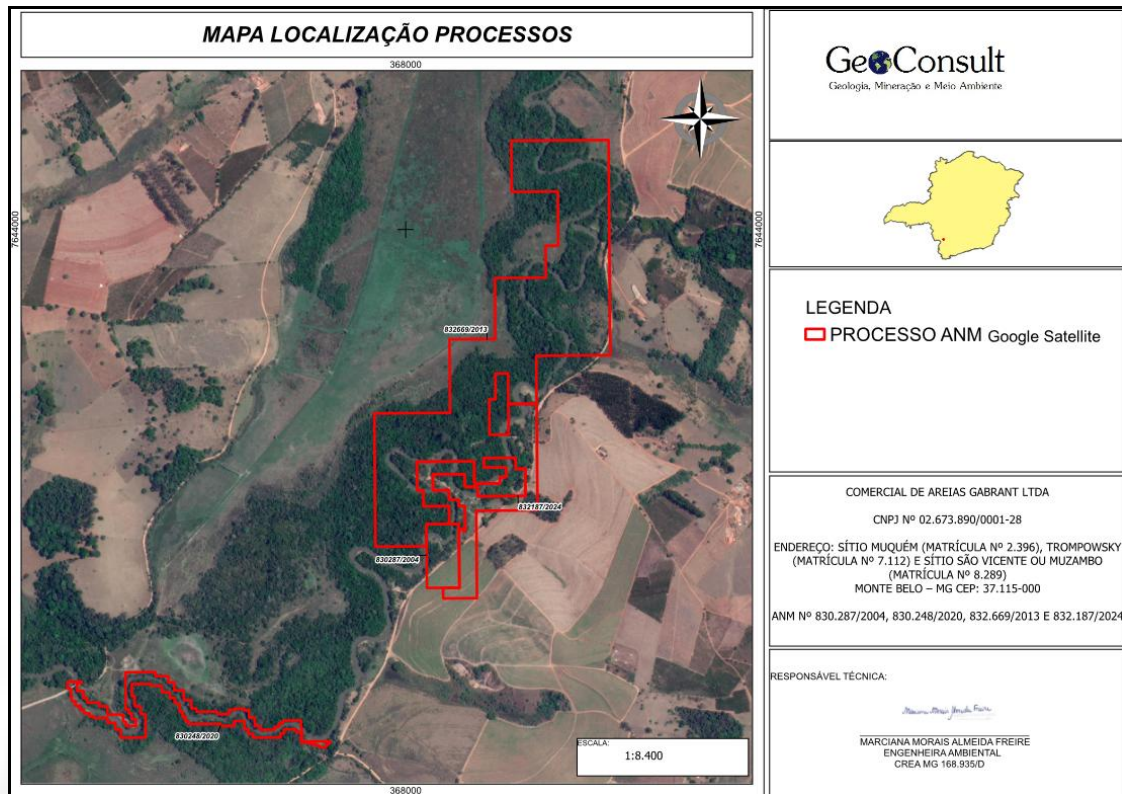 MAPA LOCALIZAÇÃO PROCESSOS
368000
7644000
7644000
832669/2013
832187/2024
830287/2004
830248/2020
ESCALA:
1:8.400
368000
GeoConsult
Geologia, Mineração e Meio Ambiente
LEGENDA
PROCESSO ANM Google Satellite
COMERCIAL DE AREIAS GABRANT LTDA
CNPJ Nº 02.673.890/0001-28
ENDEREÇO: SÍTIO MUQUÉM (MATRÍCULA Nº 2.396), TROMPOWSKY
(MATRÍCULA Nº 7.112) E SÍTIO SÃO VICENTE OU MUZAMBO
(MATRÍCULA Nº 8.289)
MONTE BELO – MG CEP: 37.115-000
ANM Nº 830.287/2004, 830.248/2020, 832.669/2013 E 832.187/2024
RESPONSÁVEL TÉCNICA:
Marciana Morais Almeida Freire
MARCIANA MORAIS ALMEIDA FREIRE
ENGENHEIRA AMBIENTAL
CREA MG 168.935/D